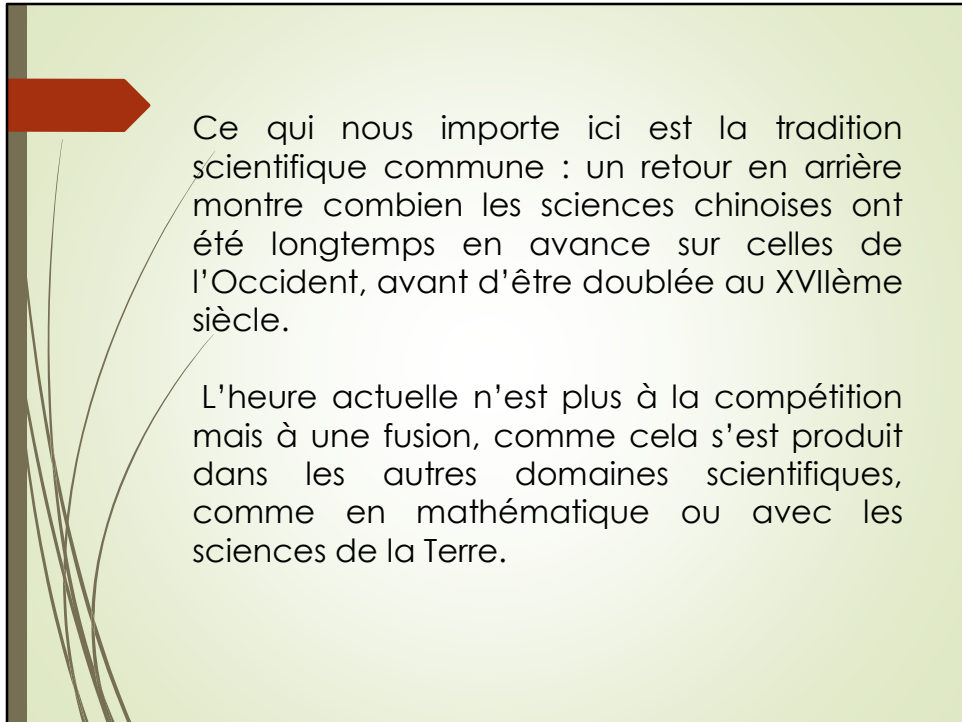 Ce qui nous importe ici est la tradition
scientifique commune : un retour en arrière
montre combien les sciences chinoises ont
été longtemps en avance sur celles de
l’Occident, avant d’être doublée au XVIIème
siècle.
L’heure actuelle n’est plus à la compétition
mais à une fusion, comme cela s’est produit
dans les autres domaines scientifiques,
comme en mathématique ou avec les
sciences de la Terre.